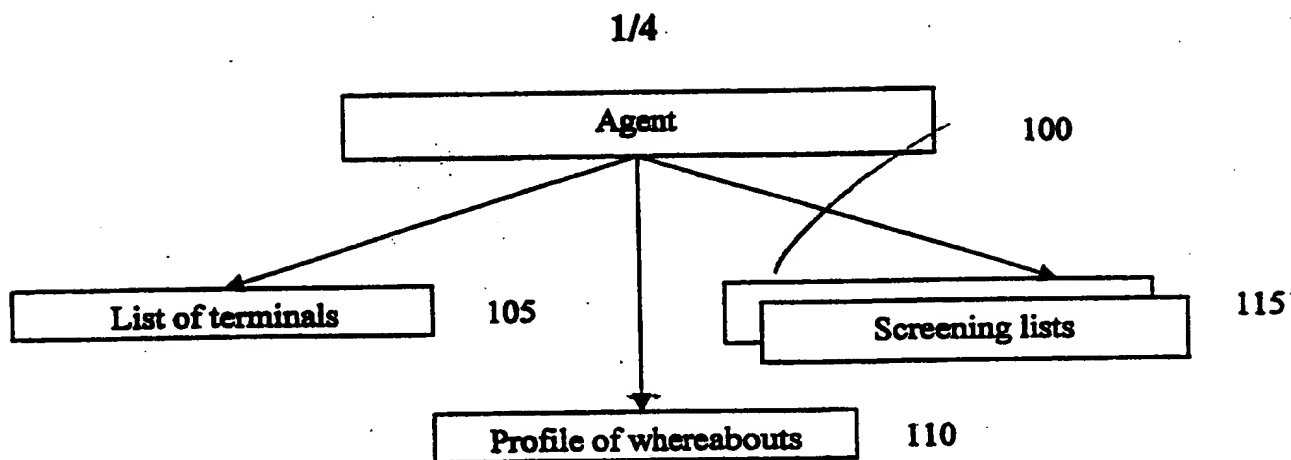 1/4
Agent
100
List of terminals
105
Screening lists
115
Profile of whereabouts
110